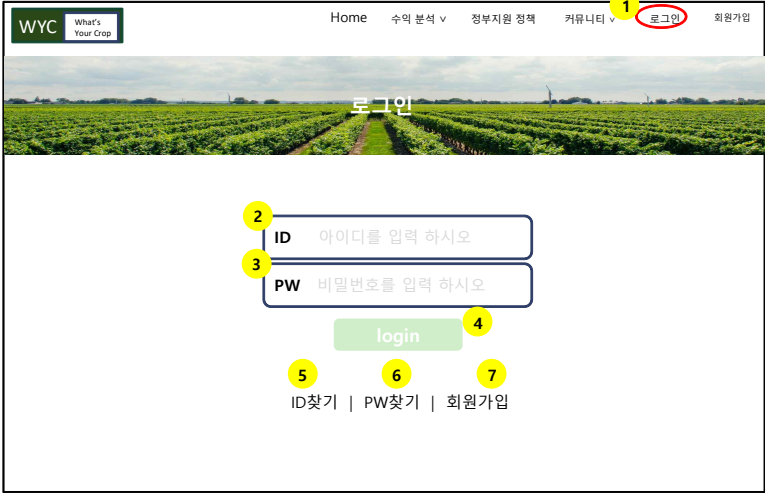 WYC What's Your Crop
Home 수익 분석 ∨ 정부지원 정책 커뮤니티 ∨ 1 로그인 회원가입
로그인
2
ID 아이디를 입력 하시오
3
PW 비밀번호를 입력 하시오
login 4
5 6 7
ID찾기 | PW찾기 | 회원가입